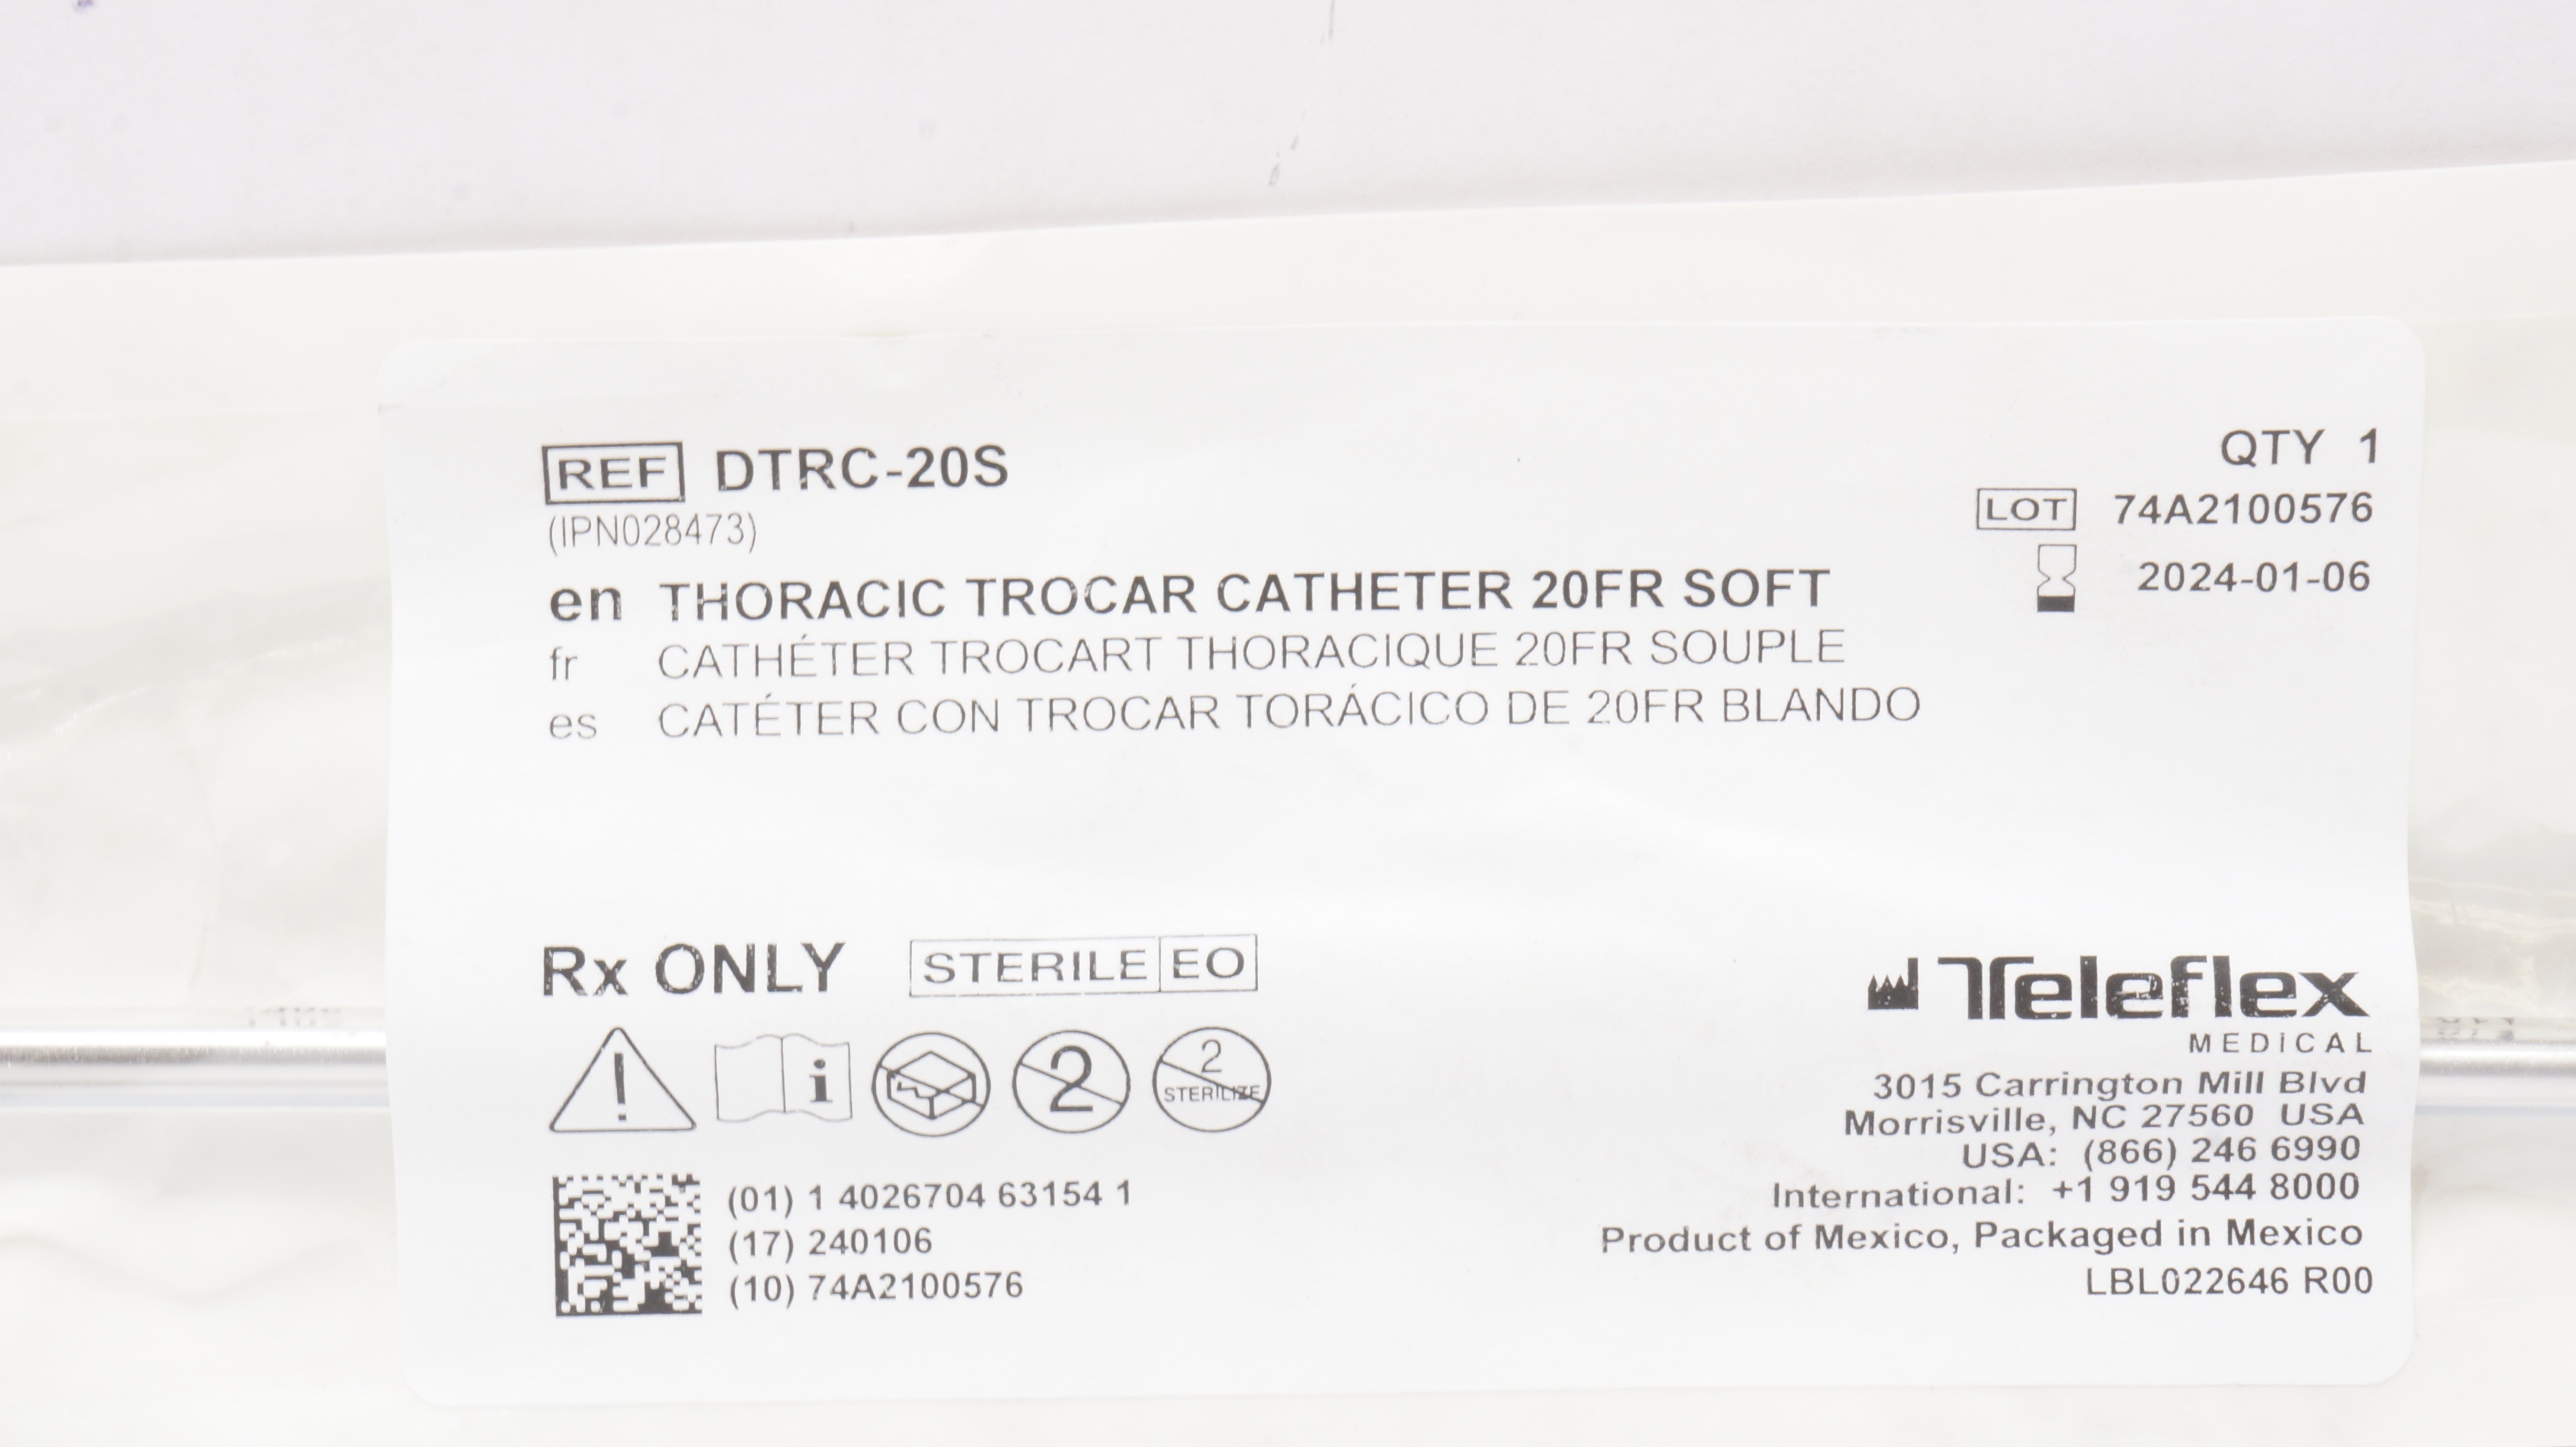 REF DTRC-20S
(IPN028473)
QTY 1
LOT 74A2100576
2024-01-06
en THORACIC TROCAR CATHETER 20FR SOFT
fr CATHÉTER TROCART THORACIQUE 20FR SOUPLE
es CATÉTER CON TROCAR TORÁCICO DE 20FR BLANDO
Rx ONLY STERILE EO
2 2 STERILIZE
(01) 1 4026704 63154 1
(17) 240106
(10) 74A2100576
Teleflex
MEDICAL
3015 Carrington Mill Blvd
Morrisville, NC 27560 USA
USA: (866) 246 6990
International: +1 919 544 8000
Product of Mexico, Packaged in Mexico
LBL022646 R00